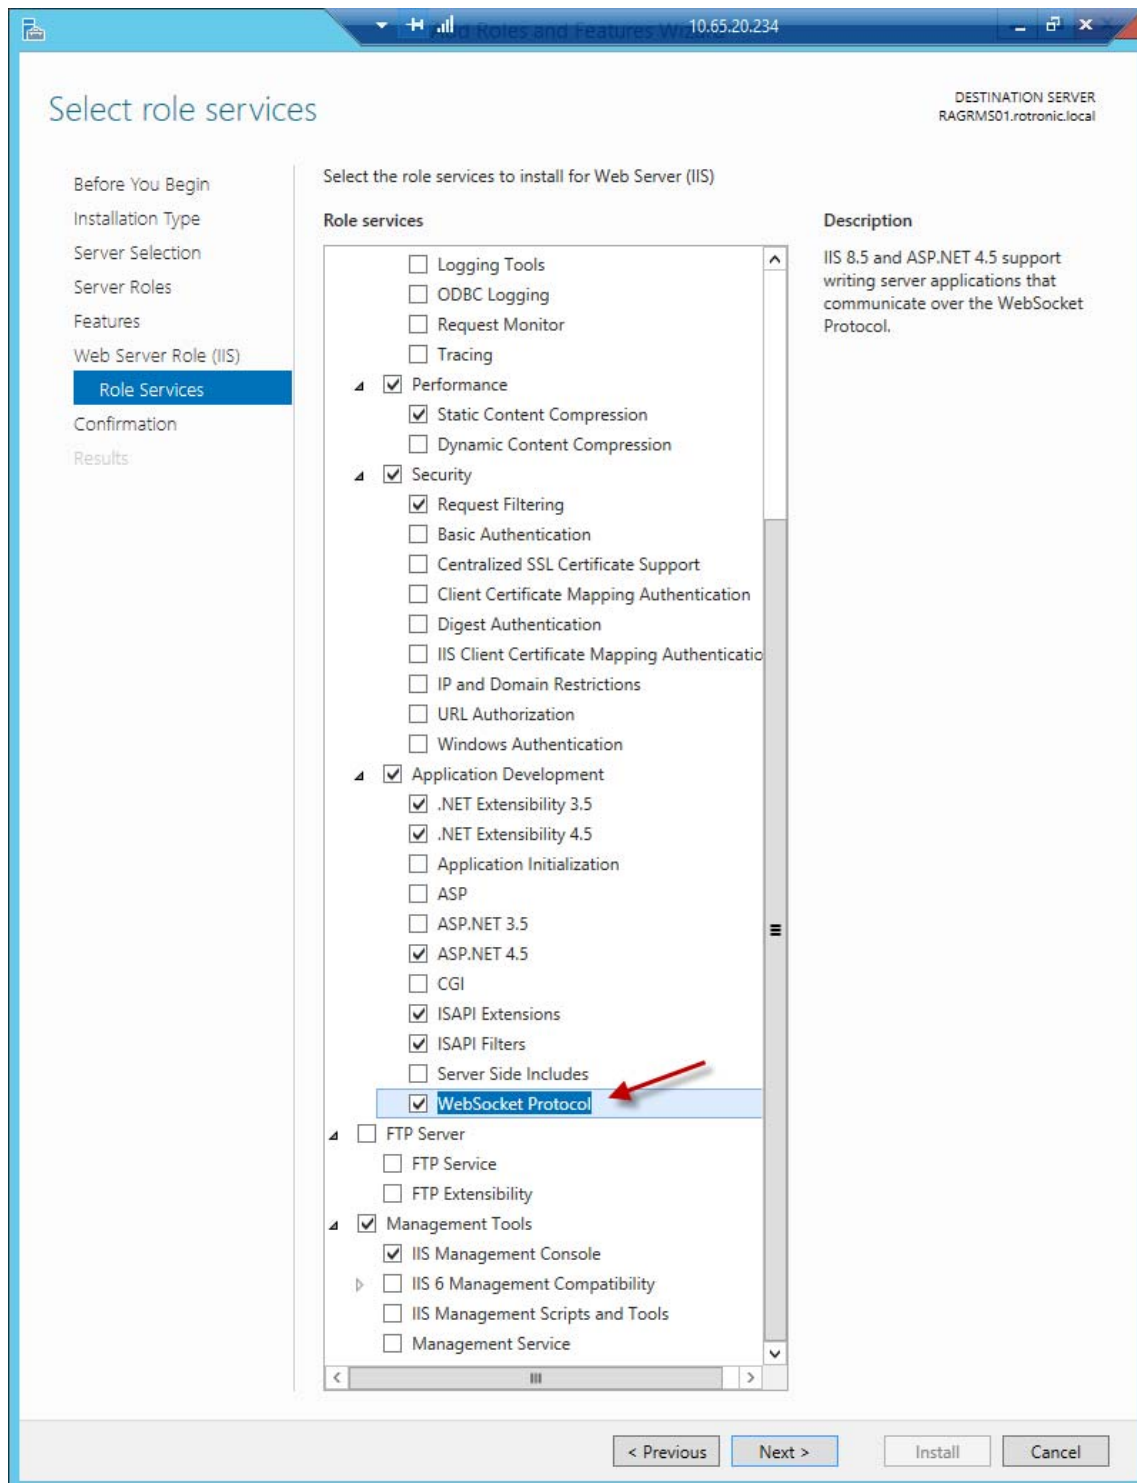 Add Roles and Features Wizard
10.65.20.234
Select role services
DESTINATION SERVER
RAGRMS01.rotronic.local
Before You Begin
Installation Type
Server Selection
Server Roles
Features
Web Server Role (IIS)
Role Services
Confirmation
Results
Select the role services to install for Web Server (IIS)
Role services
Logging Tools
ODBC Logging
Request Monitor
Tracing
Performance
Static Content Compression
Dynamic Content Compression
Security
Request Filtering
Basic Authentication
Centralized SSL Certificate Support
Client Certificate Mapping Authentication
Digest Authentication
IIS Client Certificate Mapping Authenticatio
IP and Domain Restrictions
URL Authorization
Windows Authentication
Application Development
.NET Extensibility 3.5
.NET Extensibility 4.5
Application Initialization
ASP
ASP.NET 3.5
ASP.NET 4.5
CGI
ISAPI Extensions
ISAPI Filters
Server Side Includes
WebSocket Protocol
FTP Server
FTP Service
FTP Extensibility
Management Tools
IIS Management Console
IIS 6 Management Compatibility
IIS Management Scripts and Tools
Management Service
Description
IIS 8.5 and ASP.NET 4.5 support
writing server applications that
communicate over the WebSocket
Protocol.
< Previous
Next >
Install
Cancel